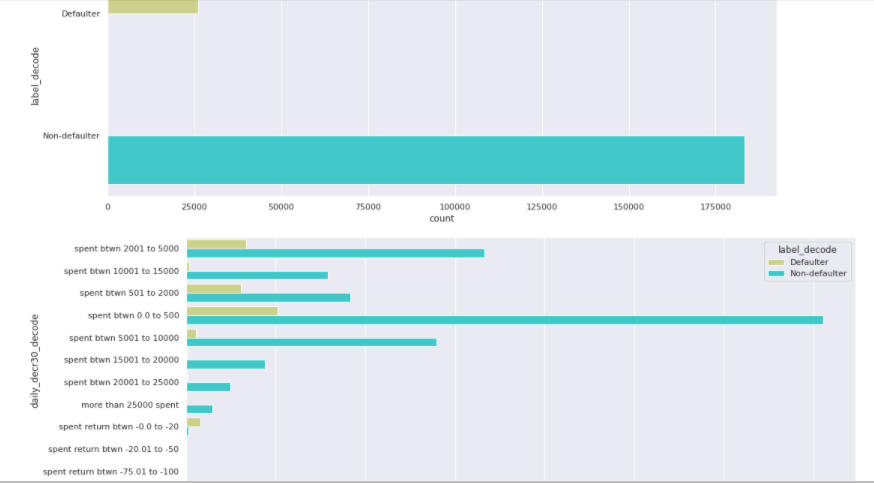 Defaulter
label_decode
Non-defaulter
0 25000 50000 75000 100000 125000 150000 175000
count
spent btwn 2001 to 5000
spent btwn 10001 to 15000
spent btwn 501 to 2000
spent btwn 0.0 to 500
spent btwn 5001 to 10000
spent btwn 15001 to 20000
spent btwn 20001 to 25000
more than 25000 spent
spent return btwn -0.0 to -20
spent return btwn -20.01 to -50
spent return btwn -75.01 to -100
daily_decr30_decode
label_decode
Defaulter
Non-defaulter